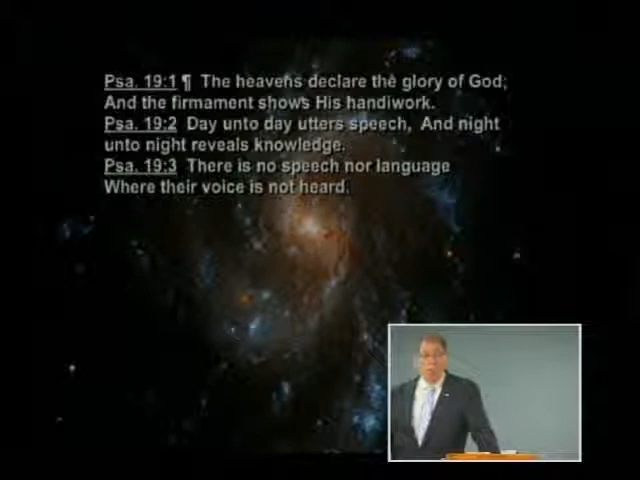 Psa. 19:1 ¶ The heavens declare the glory of God;
And the firmament shows His handiwork.
Psa. 19:2 Day unto day utters speech, And night
unto night reveals knowledge.
Psa. 19:3 There is no speech nor language
Where their voice is not heard.